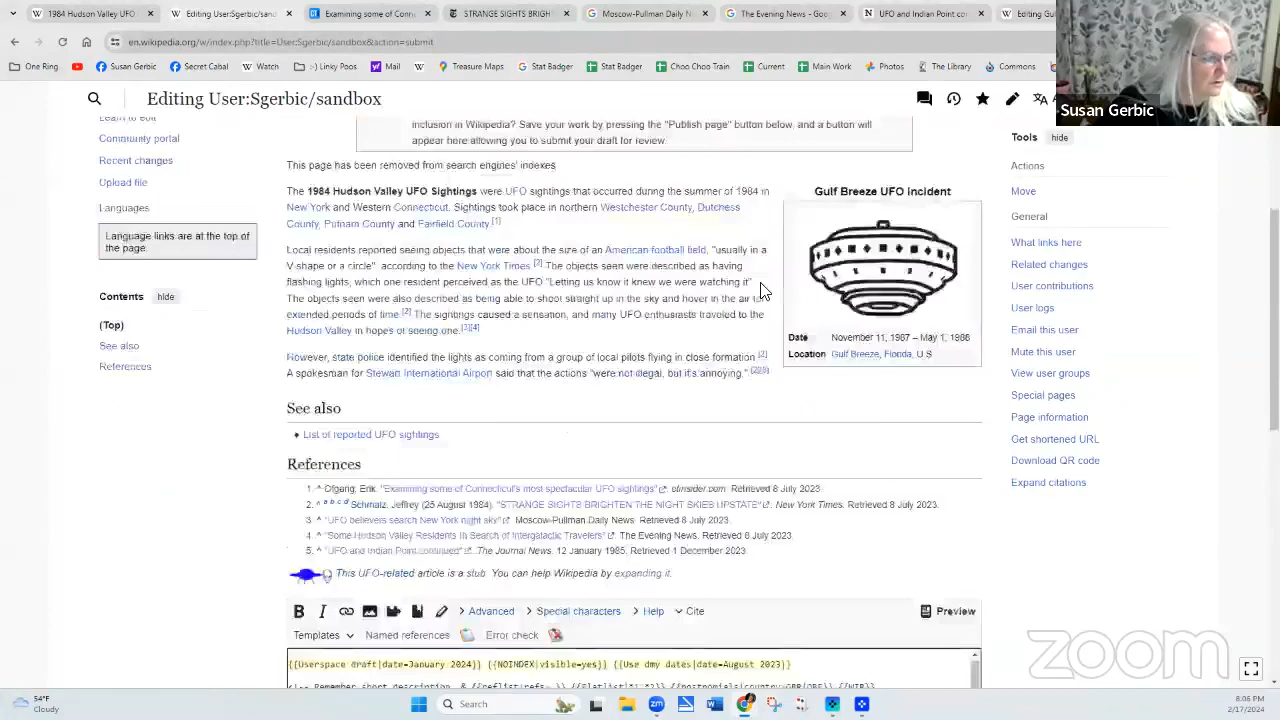 1984 Hudson Valley U
Editing User:Sgerbic/sandb
Examining some of Conne
STRANGE SIGHTS BRIGHT
Moscow-Pullman Daily N
The Evening News - Goo
UFO and Indian Point co
en.wikipedia.org/w/index.php?title=User:Sgerbic/sandbox&action=submit
One Ring
Susan Gerbic
Secret Cabal
Watch
:-) Linky Pooj
Mail
Treasure Maps
Stat Badger
Stat Badger
Choo Choo Train
Current
Main Work
Photos
The Lightning
Commons
Susan Gerbic
Editing User:Sgerbic/sandbox
Learn to edit
Community portal
Recent changes
Upload file
Languages
Language links are at the top of
the page.
Contents hide
(Top)
See also
References
inclusion in Wikipedia? Save your work by pressing the "Publish page" button below, and a button will
appear here allowing you to submit your draft for review.
This page has been removed from search engines' indexes
The 1984 Hudson Valley UFO Sightings were UFO sightings that occurred during the summer of 1984 in
New York and Western Connecticut. Sightings took place in northern Westchester County, Dutchess
County, Putnam County and Fairfield County.[1]
Local residents reported seeing objects that were about the size of an American football field, "usually in a
V-shape or a circle" according to the New York Times.[2] The objects seen were described as having
flashing lights, which one resident perceived as the UFO "Letting us know it knew we were watching it"
The objects seen were also described as being able to shoot straight up in the sky and hover in the air
extended periods of time.[2] The sightings caused a sensation, and many UFO enthusiasts traveled to the
Hudson Valley in hopes of seeing one.[3][4]
However, state police identified the lights as coming from a group of local pilots flying in close formation.[2]
A spokesman for Stewart International Airport said that the actions "were not illegal, but it's annoying."
See also
List of reported UFO sightings
References
1. ^ Ofgang, Erik. "Examining some of Connecticut's most spectacular UFO sightings". ctinsider.com. Retrieved 8 July 2023.
2. ^ a b c d Schmalz, Jeffrey (25 August 1984). "STRANGE SIGHTS BRIGHTEN THE NIGHT SKIES UPSTATE". New York Times. Retrieved 8 July 2023.
3. ^ "UFO believers search New York night sky". Moscow-Pullman Daily News. Retrieved 8 July 2023.
4. ^ "Some Hudson Valley Residents In Search of Intergalactic Travelers". The Evening News. Retrieved 8 July 2023.
5. ^ "UFO and Indian Point continued". The Journal News. 12 January 1985. Retrieved 1 December 2023
This UFO-related article is a stub. You can help Wikipedia by expanding it.
Gulf Breeze UFO incident
Date November 11, 1987 – May 1, 1988
Location Gulf Breeze, Florida, U.S
Tools hide
Actions
Move
General
What links here
Related changes
User contributions
User logs
Email this user
Mute this user
View user groups
Special pages
Page information
Get shortened URL
Download QR code
Expand citations
Advanced Special characters Help Cite Preview
Templates Named references Error check
{{Userspace draft|date=January 2024}} {{NOINDEX|visible=yes}} {{Use dmy dates|date=August 2023}}
zoom
54°F
Cloudy
Search
8:06 PM
2/17/2024